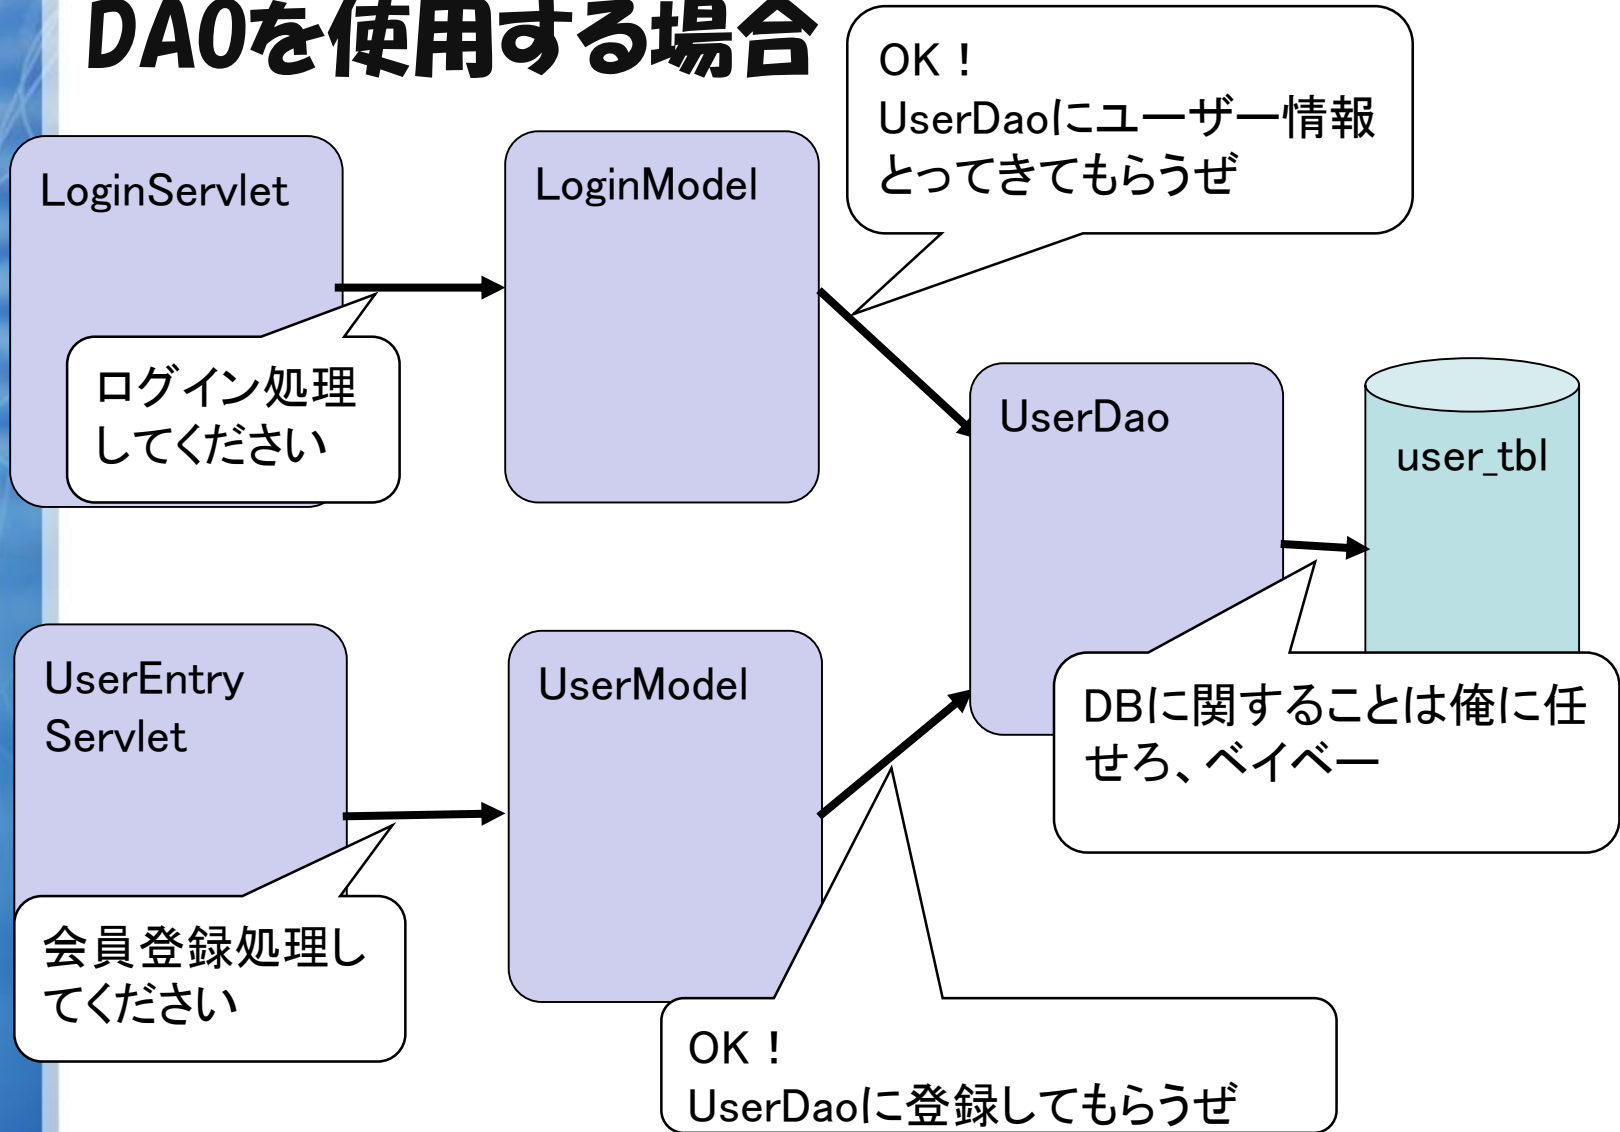 DAOを使用する場合
OK！
UserDaoにユーザー情報
とってきてもらうぜ
LoginServlet
LoginModel
ログイン処理
してください
UserDao
user_tbl
UserEntry
Servlet
UserModel
DBに関することは俺に任
せろ、ベイベー
会員登録処理し
てください
OK！
UserDaoに登録してもらうぜ